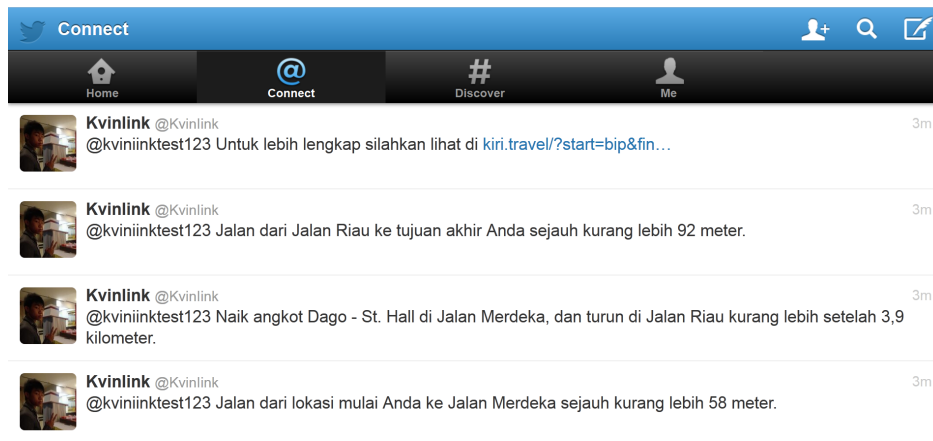 Connect
Home
Connect
Discover
Me
Kvinlink @Kvinlink 3m
@kviniinktest123 Untuk lebih lengkap silahkan lihat di kiri.travel/?start=bip&fin…
Kvinlink @Kvinlink 3m
@kviniinktest123 Jalan dari Jalan Riau ke tujuan akhir Anda sejauh kurang lebih 92 meter.
Kvinlink @Kvinlink 3m
@kviniinktest123 Naik angkot Dago - St. Hall di Jalan Merdeka, dan turun di Jalan Riau kurang lebih setelah 3,9
kilometer.
Kvinlink @Kvinlink 3m
@kviniinktest123 Jalan dari lokasi mulai Anda ke Jalan Merdeka sejauh kurang lebih 58 meter.